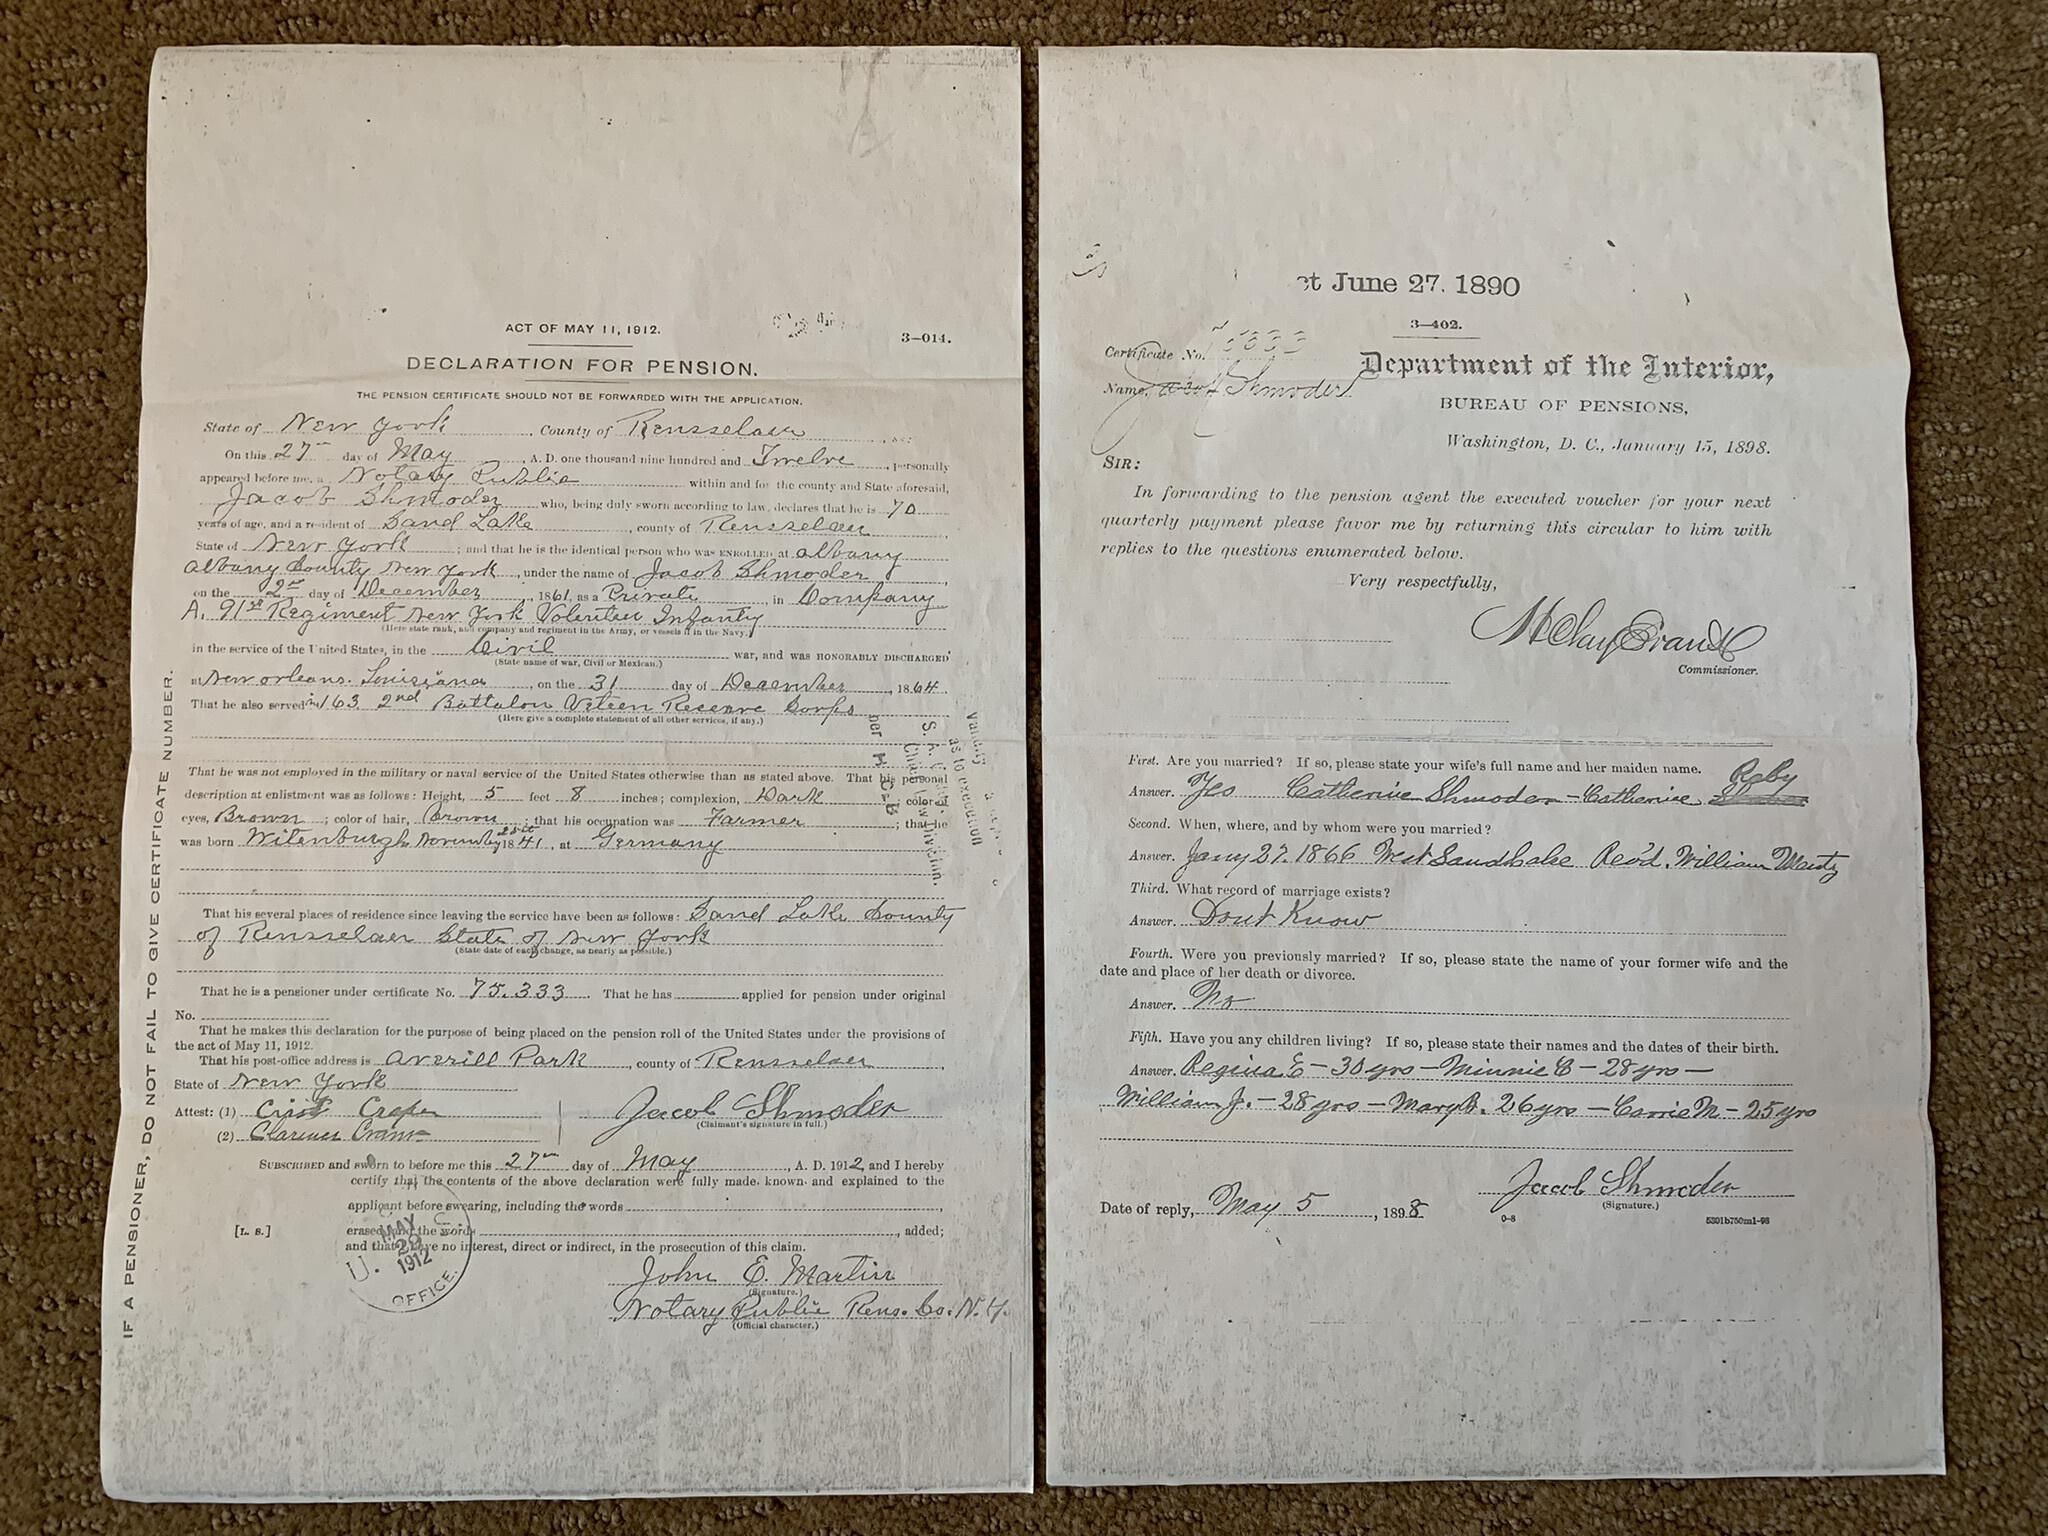 ACT OF MAY 11, 1912.
3—014.
DECLARATION FOR PENSION.
THE PENSION CERTIFICATE SHOULD NOT BE FORWARDED WITH THE APPLICATION.
State of New York, County of Rensselaer, ss:
On this 27th day of May, A. D. one thousand nine hundred and Twelve, personally
appeared before me, a Notary Public within and for the county and State aforesaid,
Jacob Shmoder who, being duly sworn according to law, declares that he is 70
years of age, and a resident of Sand Lake, county of Rensselaer,
State of New York; and that he is the identical person who was ENROLLED at Albany
Albany County New York, under the name of Jacob Shmoder,
on the 2nd day of December, 1861, as a Private, in Company
A. 91st Regiment New York Volenteer Infanty
(Here state rank, and company and regiment in the Army, or vessels if in the Navy.)
in the service of the United States, in the Civil war, and was HONORABLY DISCHARGED
(State name of war, Civil or Mexican.)
at New Orleans. Louisiana, on the 31 day of December, 1864.
That he also served in 163 2nd Battalon Veteen Reserve Corps
(Here give a complete statement of all other services, if any.)
That he was not employed in the military or naval service of the United States otherwise than as stated above. That his personal
description at enlistment was as follows: Height, 5 feet 8 inches; complexion, Dark; color of
eyes, Brown; color of hair, Brown; that his occupation was Farmer; that he
was born Witenburgh November 25th 1841, at Germany
That his several places of residence since leaving the service have been as follows: Sand Lake County
of Rensselaer State of New York
(State date of each change, as nearly as possible.)
That he is a pensioner under certificate No. 75.333. That he has applied for pension under original
No.
That he makes this declaration for the purpose of being placed on the pension roll of the United States under the provisions of
the act of May 11, 1912.
That his post-office address is Averill Park, county of Rensselaer,
State of New York
Attest: (1) Crist Craper
Jacob Shmoder
(Claimant's signature in full.)
(2) Clarence Crams
SUBSCRIBED and sworn to before me this 27th day of May, A. D. 1912, and I hereby
certify that the contents of the above declaration were fully made known and explained to the
applicant before swearing, including the words,
[L. S.] erased, and the words, added;
and that I have no interest, direct or indirect, in the prosecution of this claim.
John E. Martin
(Signature.)
Notary Public Rens. Co. N.Y.
(Official character.)
U. MAY 29 1912 OFFICE.
IF A PENSIONER, DO NOT FAIL TO GIVE CERTIFICATE NUMBER.
Validity
as to execution
Chief Law Division.
per H C B
ct June 27, 1890
3—402.
Certificate No.
Name, Jacob Shmoder
Department of the Interior,
BUREAU OF PENSIONS,
Washington, D. C., January 15, 1898.
SIR:
In forwarding to the pension agent the executed voucher for your next
quarterly payment please favor me by returning this circular to him with
replies to the questions enumerated below.
Very respectfully,
H Clay Evans
Commissioner.
First. Are you married? If so, please state your wife's full name and her maiden name.
Answer. Yes Catherine Shmoder - Catherine Raby
Second. When, where, and by whom were you married?
Answer. Jany 27. 1866 West Sandlake Rev'd. William
Third. What record of marriage exists?
Answer. Dont Know
Fourth. Were you previously married? If so, please state the name of your former wife and the
date and place of her death or divorce.
Answer. No
Fifth. Have you any children living? If so, please state their names and the dates of their birth.
Answer. Regina E - 30 yrs - Minnie C - 28 yrs -
William J. - 28 yrs - Mary B. 26 yrs - Carrie M - 25 yrs
Jacob Shmoder
(Signature.)
Date of reply, May 5, 1898
0-8
5301b750m1-98